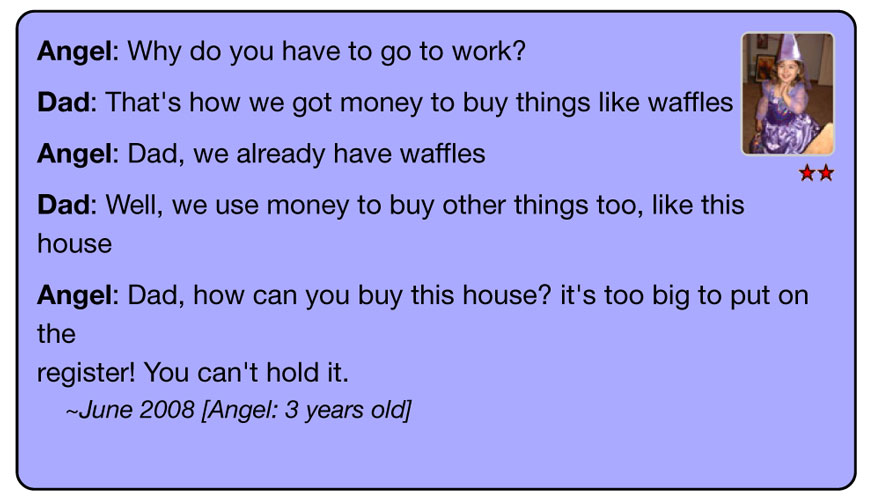 Angel: Why do you have to go to work?
Dad: That's how we got money to buy things like waffles
Angel: Dad, we already have waffles
Dad: Well, we use money to buy other things too, like this
house
Angel: Dad, how can you buy this house? it's too big to put on
the
register! You can't hold it.
~June 2008 [Angel: 3 years old]